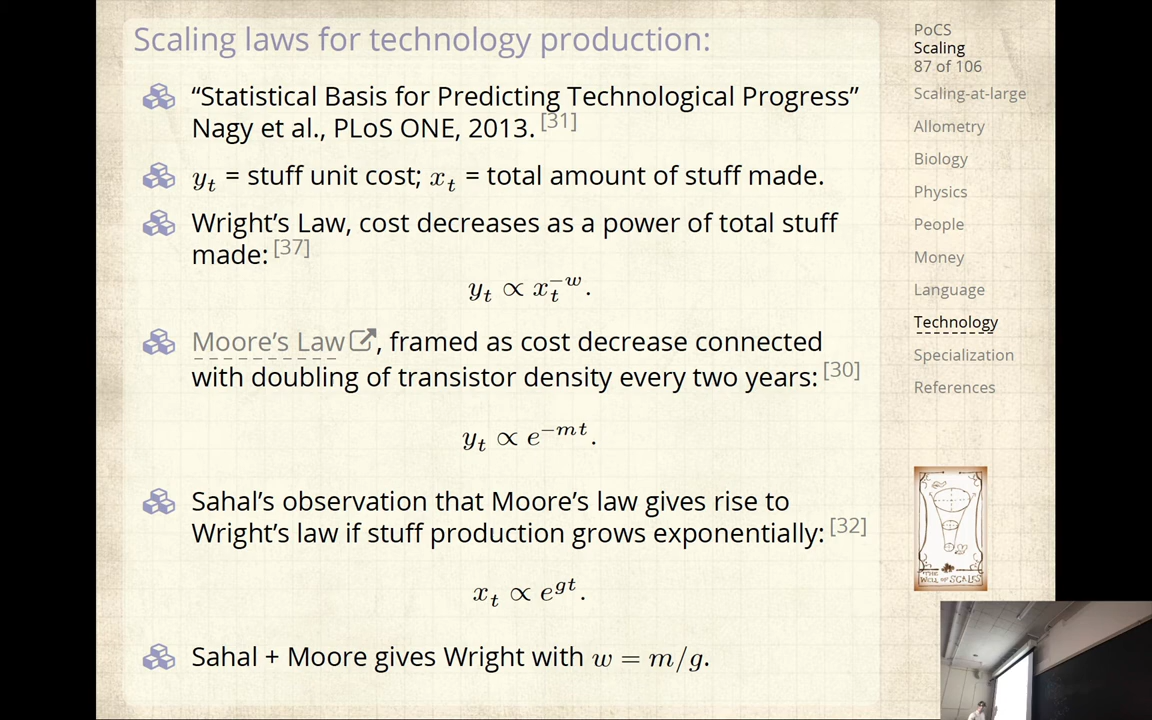 Scaling laws for technology production:
“Statistical Basis for Predicting Technological Progress”
Nagy et al., PLoS ONE, 2013. [31]
y_t = stuff unit cost; x_t = total amount of stuff made.
Wright’s Law, cost decreases as a power of total stuff
made: [37]
y_t ∝ x_t^{−w}.
Moore’s Law, framed as cost decrease connected
with doubling of transistor density every two years: [30]
y_t ∝ e^{−mt}.
Sahal’s observation that Moore’s law gives rise to
Wright’s law if stuff production grows exponentially: [32]
x_t ∝ e^{gt}.
Sahal + Moore gives Wright with w = m/g.
PoCS
Scaling
87 of 106
Scaling-at-large
Allometry
Biology
Physics
People
Money
Language
Technology
Specialization
References
THE
WELL OF SCALES